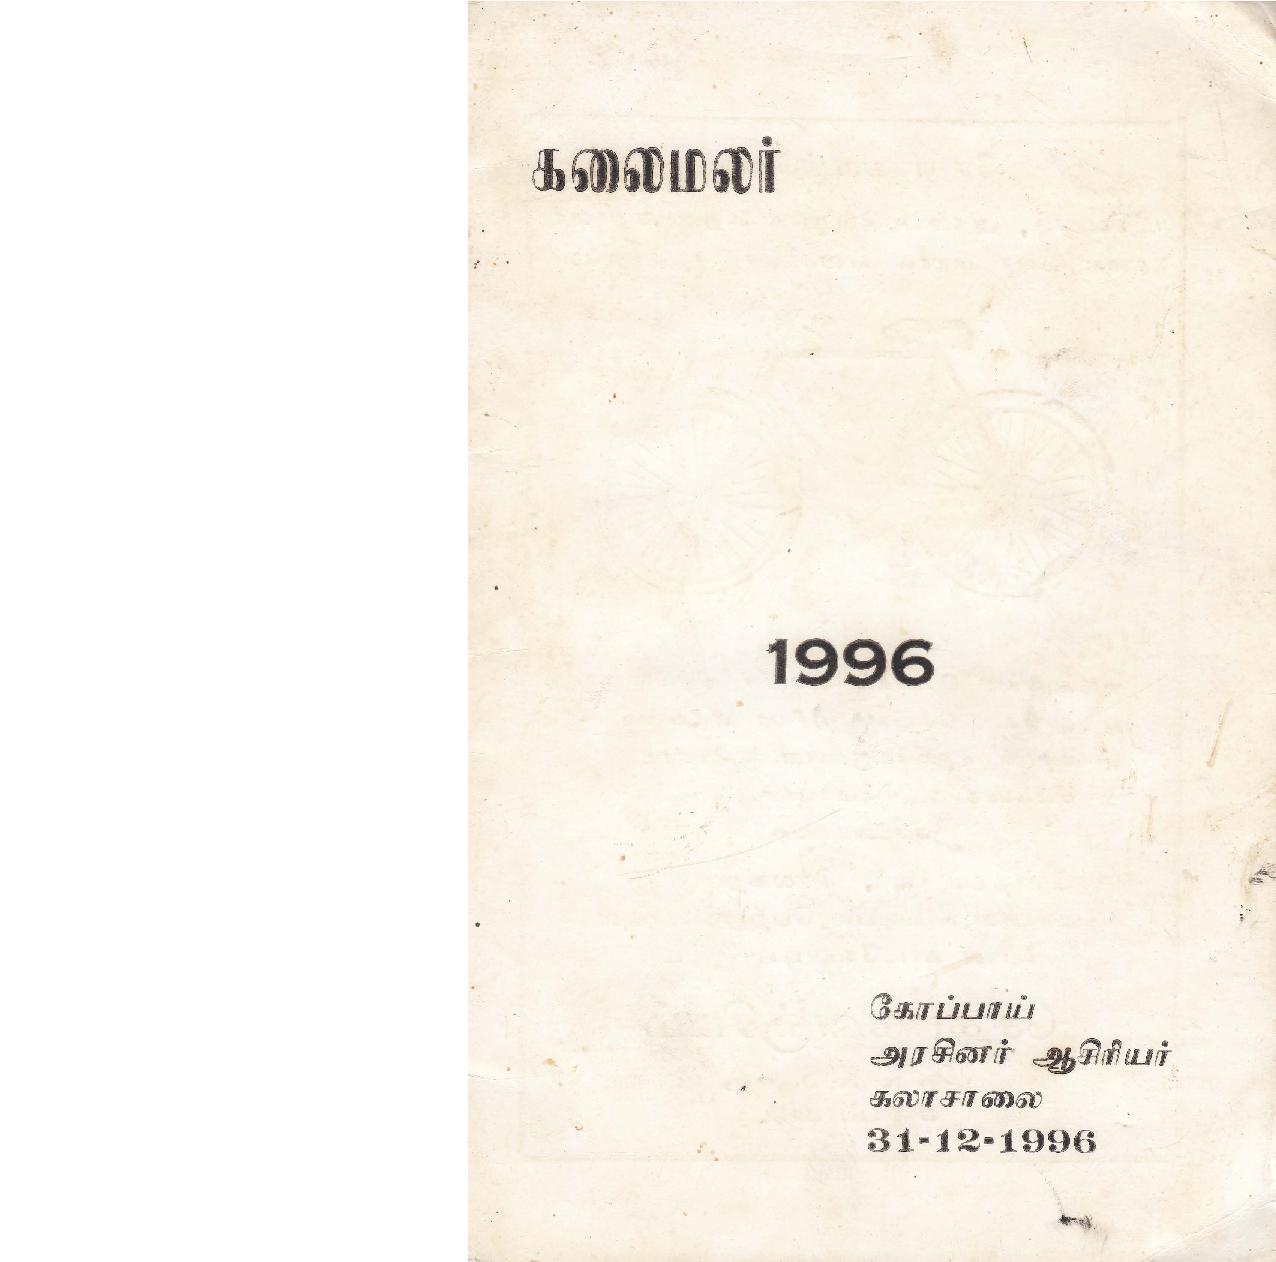 கலைமலர்
1996
கோப்பாய்
அரசினர் ஆசிரியர்
கலாசாலை
31-12-1996